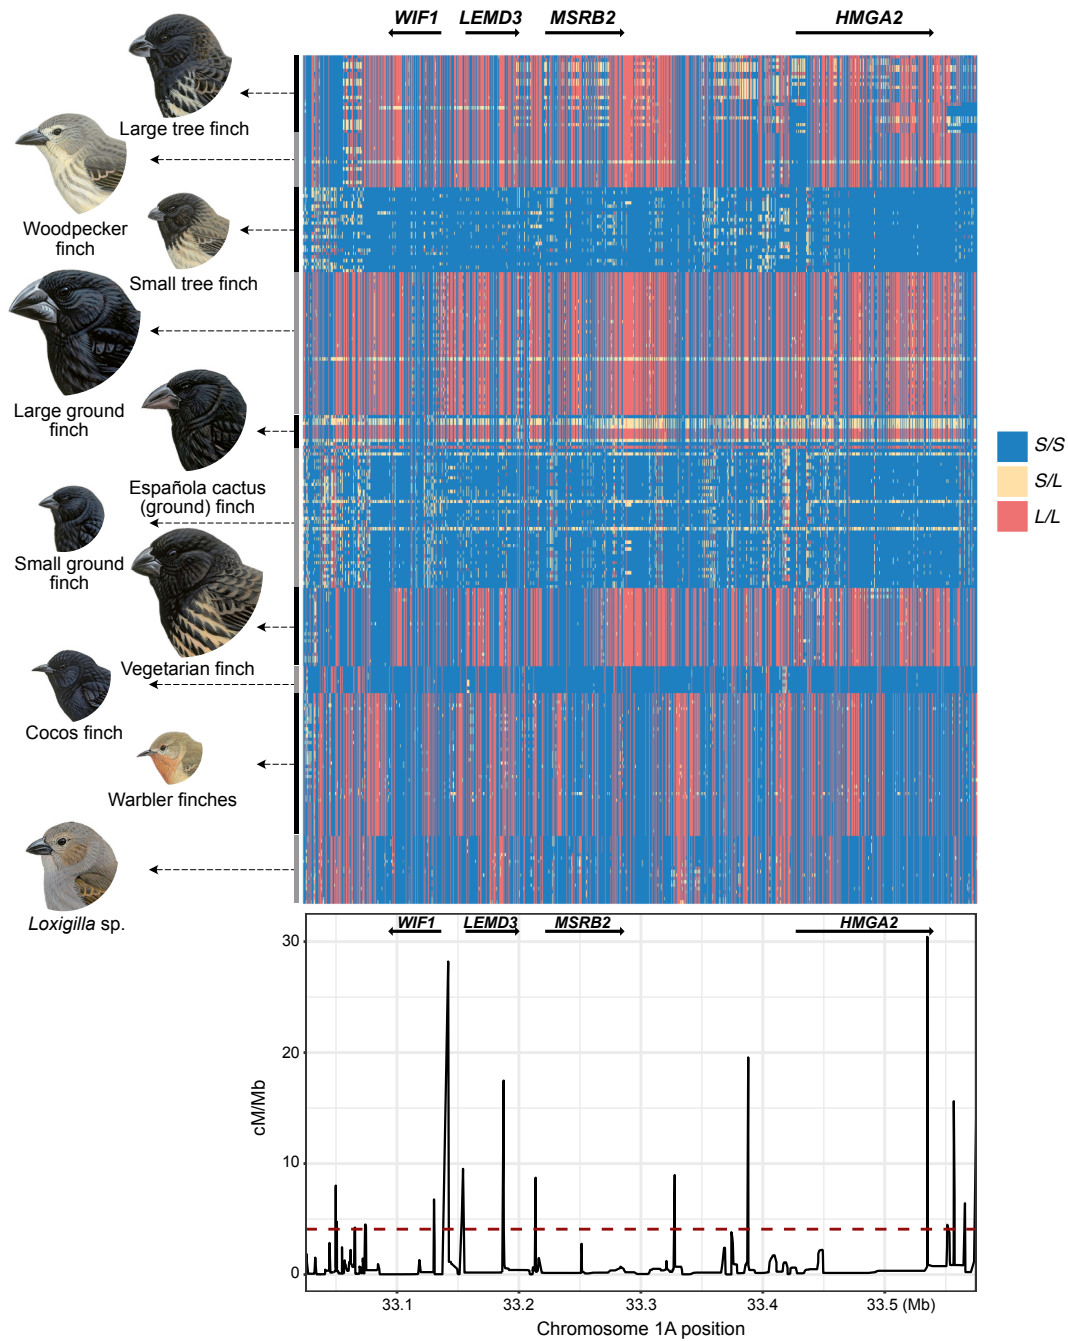 WIF1 LEMD3 MSRB2 HMGA2
Large tree finch
Woodpecker
finch
Small tree finch
Large ground
finch
Española cactus
(ground) finch
Small ground
finch
Vegetarian finch
Cocos finch
Warbler finches
Loxigilla sp.
S/S
S/L
L/L
WIF1 LEMD3 MSRB2 HMGA2
30
20
10
0
cM/Mb
33.1 33.2 33.3 33.4 33.5 (Mb)
Chromosome 1A position